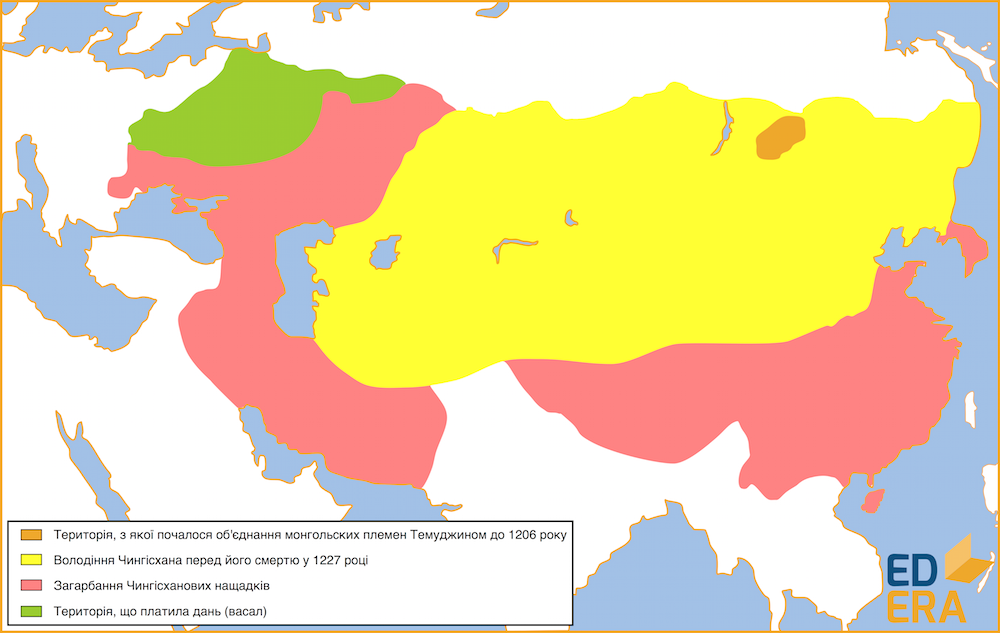 Територія, з якої почалося об'єднання монгольских племен Темуджином до 1206 року
Володіння Чингісхана перед його смертю у 1227 році
Загарбання Чингісханових нащадків
Територія, що платила дань (васал)
ED
ERA